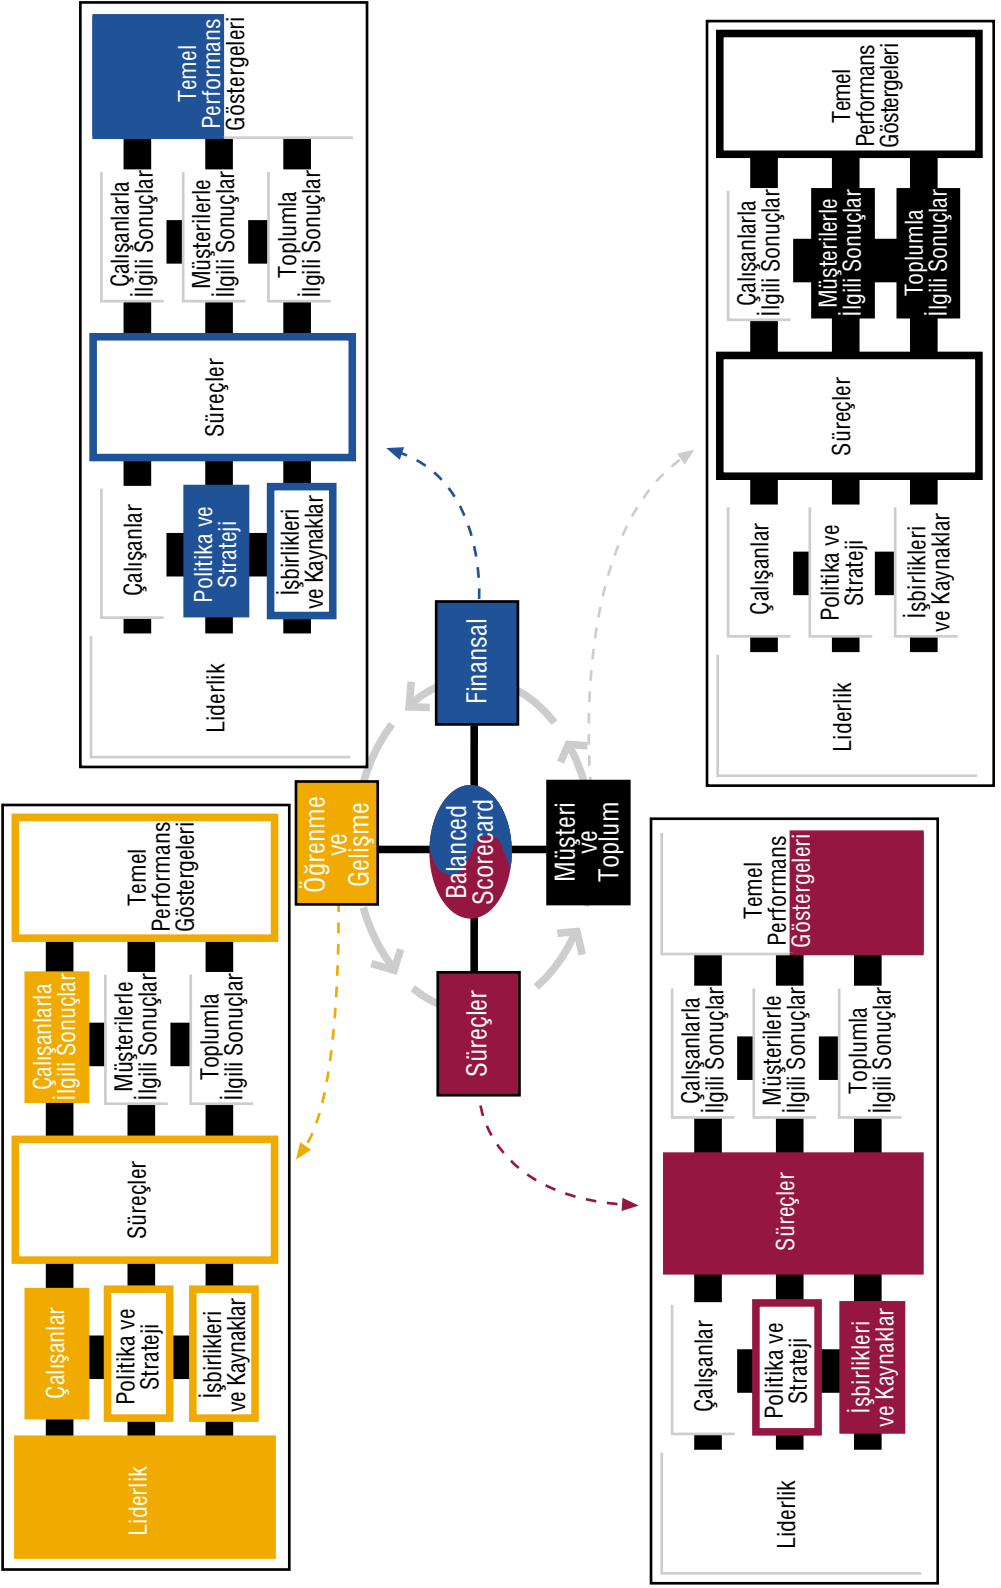 Liderlik
Çalışanlar
Politika ve
Strateji
İşbirlikleri
ve Kaynaklar
Süreçler
Çalışanlarla
İlgili Sonuçlar
Müşterilerle
İlgili Sonuçlar
Toplumla
İlgili Sonuçlar
Temel
Performans
Göstergeleri
Liderlik
Çalışanlar
Politika ve
Strateji
İşbirlikleri
ve Kaynaklar
Süreçler
Çalışanlarla
İlgili Sonuçlar
Müşterilerle
İlgili Sonuçlar
Toplumla
İlgili Sonuçlar
Temel
Performans
Göstergeleri
Öğrenme
ve
Gelişme
Süreçler
Balanced
Scorecard
Finansal
Müşteri
ve
Toplum
Liderlik
Çalışanlar
Politika ve
Strateji
İşbirlikleri
ve Kaynaklar
Süreçler
Çalışanlarla
İlgili Sonuçlar
Müşterilerle
İlgili Sonuçlar
Toplumla
İlgili Sonuçlar
Temel
Performans
Göstergeleri
Liderlik
Çalışanlar
Politika ve
Strateji
İşbirlikleri
ve Kaynaklar
Süreçler
Çalışanlarla
İlgili Sonuçlar
Müşterilerle
İlgili Sonuçlar
Toplumla
İlgili Sonuçlar
Temel
Performans
Göstergeleri